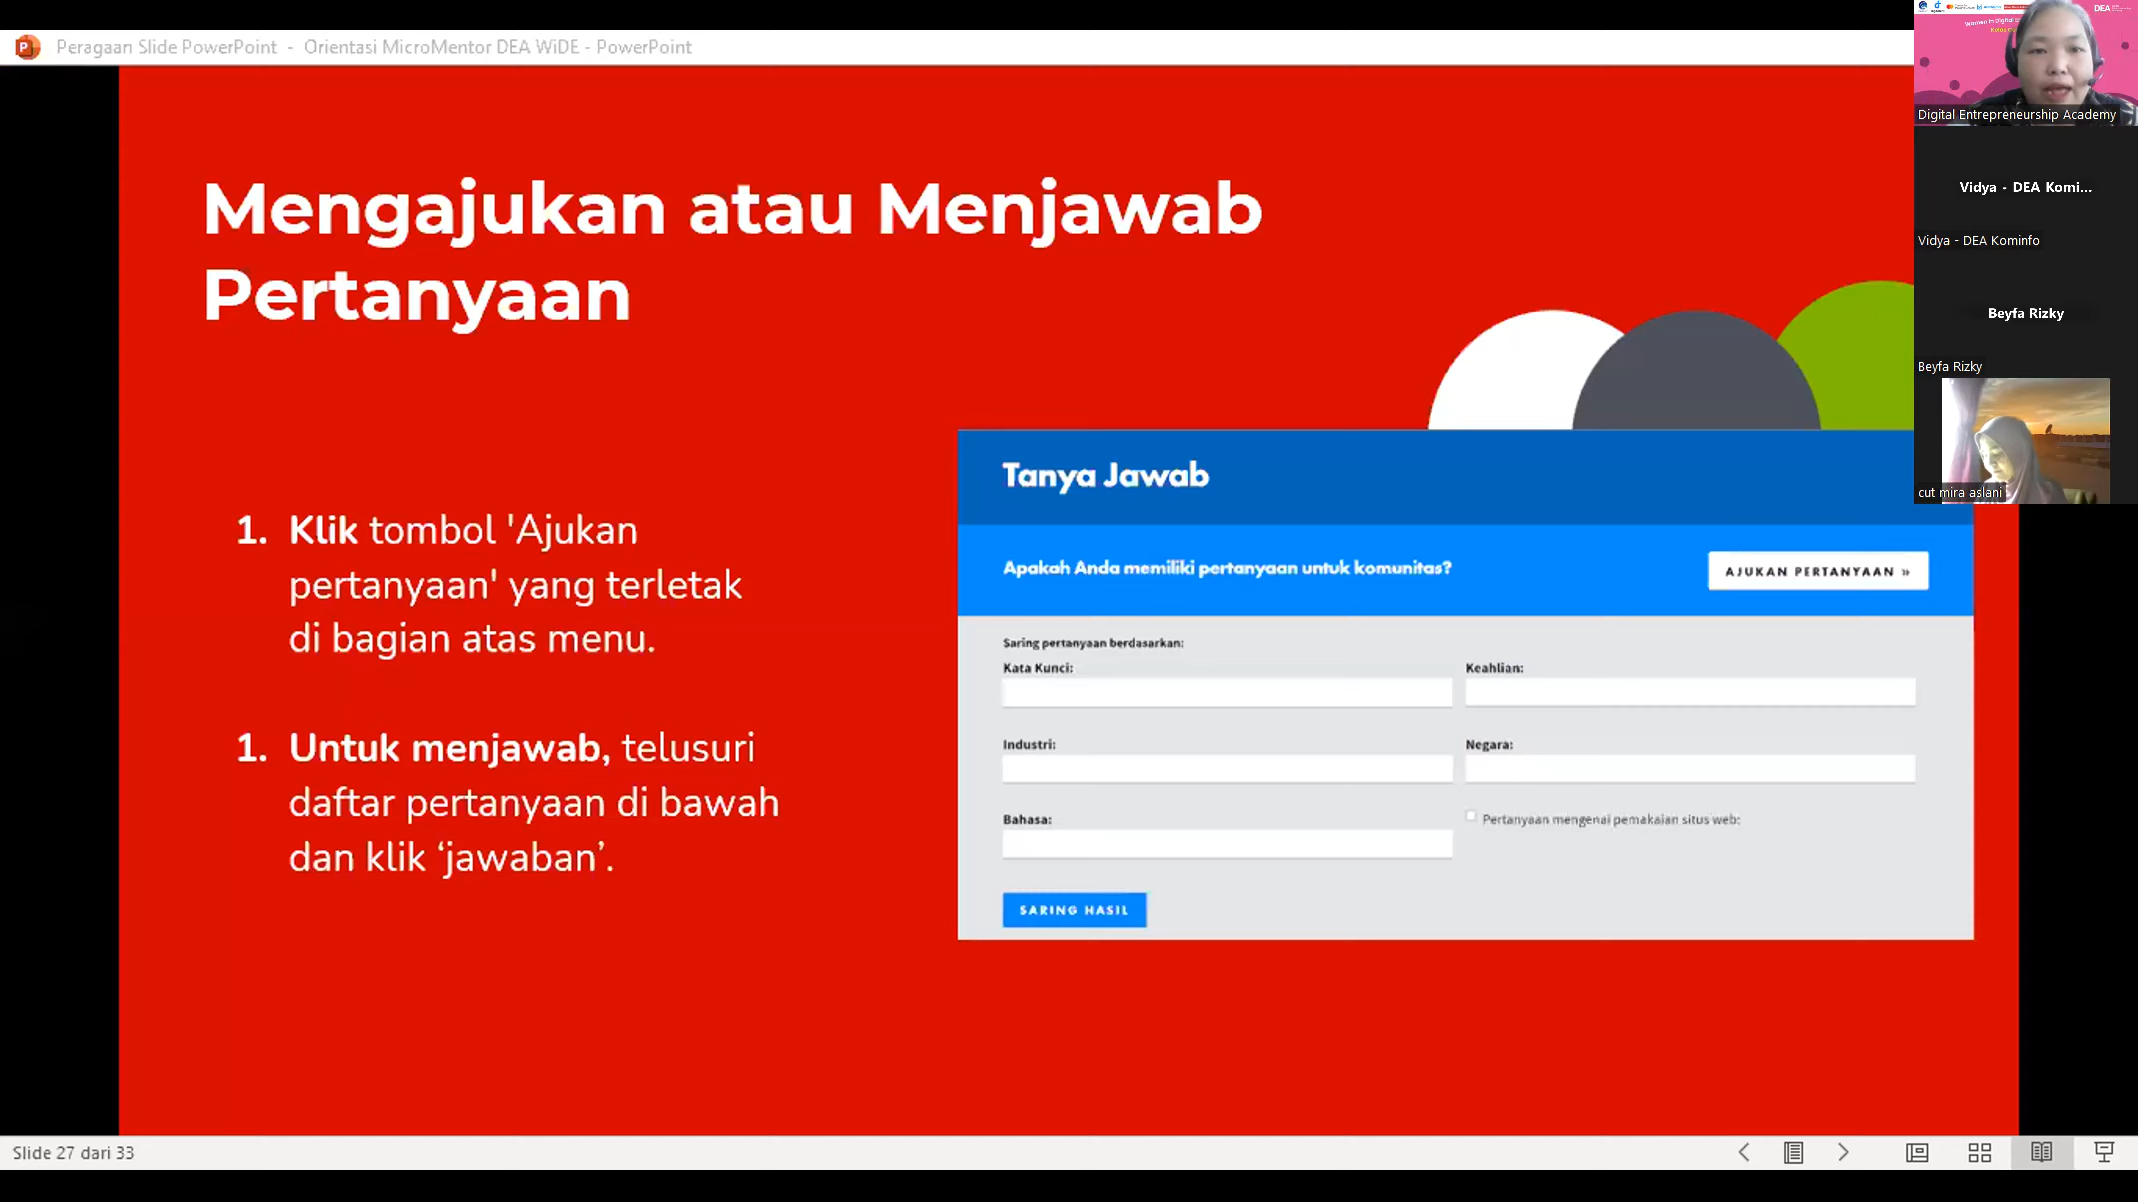 Peragaan Slide PowerPoint - Orientasi MicroMentor DEA WiDE - PowerPoint
Mengajukan atau Menjawab
Pertanyaan
1. Klik tombol 'Ajukan
pertanyaan' yang terletak
di bagian atas menu.
1. Untuk menjawab, telusuri
daftar pertanyaan di bawah
dan klik ‘jawaban’.
Tanya Jawab
Apakah Anda memiliki pertanyaan untuk komunitas?
AJUKAN PERTANYAAN »
Saring pertanyaan berdasarkan:
Kata Kunci:
Keahlian:
Industri:
Negara:
Bahasa:
Pertanyaan mengenai pemakaian situs web:
SARING HASIL
DEA
Digital Entrepreneurship Academy
Vidya - DEA Komi...
Vidya - DEA Kominfo
Beyfa Rizky
Beyfa Rizky
cut mira aslani
Slide 27 dari 33